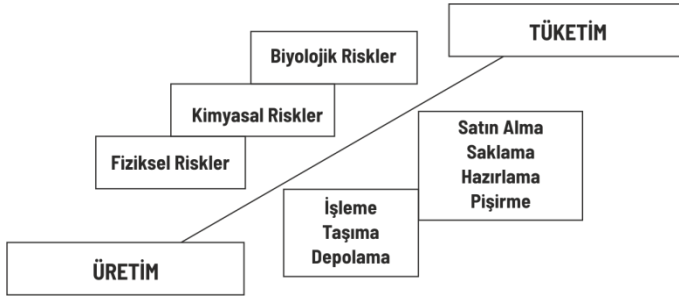 TÜKETİM
Biyolojik Riskler
Kimyasal Riskler
Fiziksel Riskler
Satın Alma
Saklama
Hazırlama
Pişirme
İşleme
Taşıma
Depolama
ÜRETİM